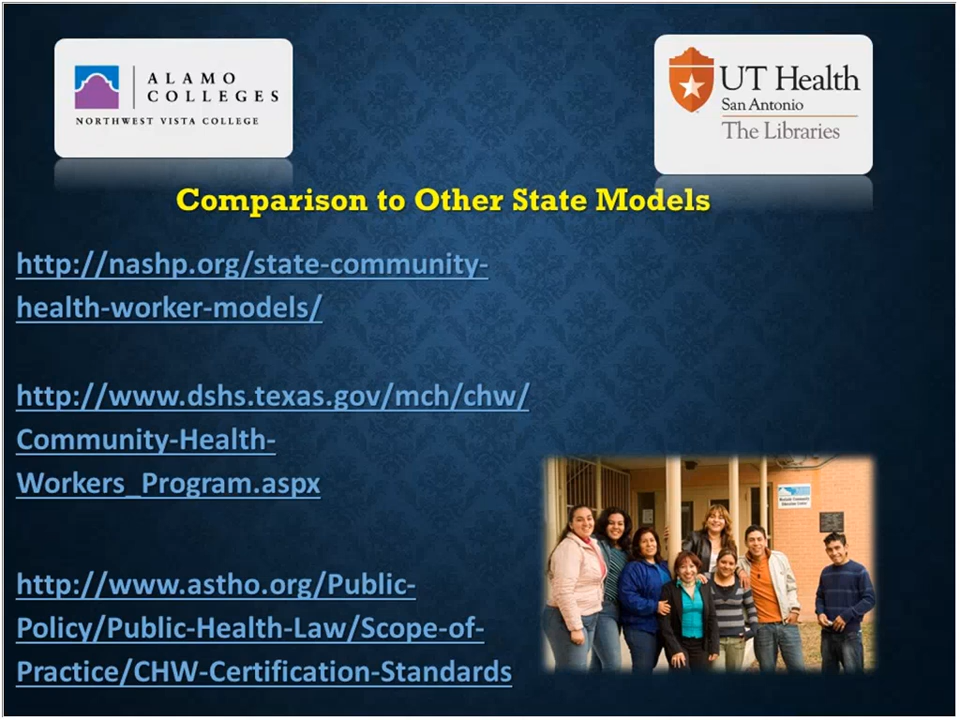 ALAMO
COLLEGES
NORTHWEST VISTA COLLEGE
UT Health
San Antonio
The Libraries
Comparison to Other State Models
http://nashp.org/state-community-
health-worker-models/
http://www.dshs.texas.gov/mch/chw/
Community-Health-
Workers_Program.aspx
http://www.astho.org/Public-
Policy/Public-Health-Law/Scope-of-
Practice/CHW-Certification-Standards